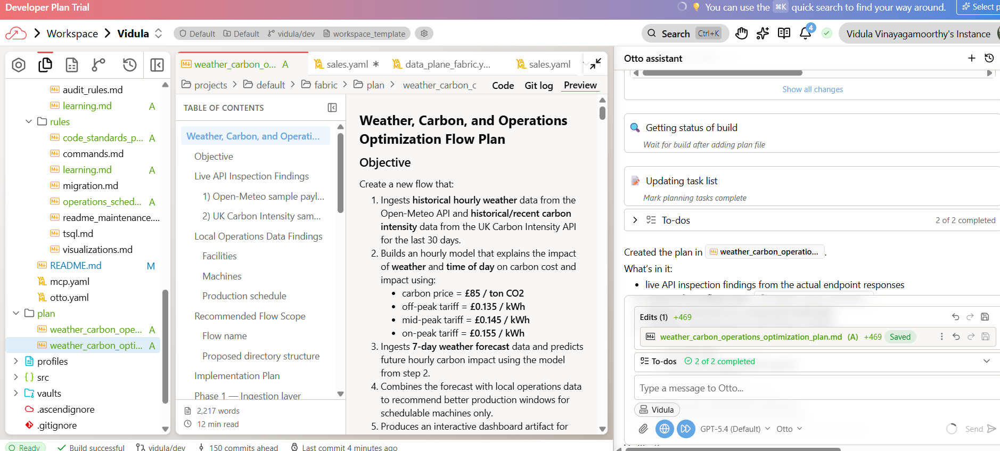 Developer Plan Trial
You can use the ⌘K quick search to find your way around.
Select p
Workspace
Vidula
Default
Default
vidula/dev
workspace_template
Search Ctrl+K
4
Vidula Vinayagamoorthy's Instance
audit_rules.md
learning.md A
rules
code_standards_p... A
commands.md
learning.md A
migration.md
operations_sched... A
readme_maintenance....
tsql.md
visualizations.md
README.md M
mcp.yaml
otto.yaml
plan
weather_carbon_ope... A
weather_carbon_opti... A
profiles
src
vaults
.ascendignore
.gitignore
weather_carbon_o... A
sales.yaml *
data_plane_fabric.y...
sales.yaml
projects > default > fabric > plan > weather_carbon_c
Code
Git log
Preview
TABLE OF CONTENTS
Weather, Carbon, and Operati...
Objective
Live API Inspection Findings
1) Open-Meteo sample payl...
2) UK Carbon Intensity sam...
Local Operations Data Findings
Facilities
Machines
Production schedule
Recommended Flow Scope
Flow name
Proposed directory structure
Implementation Plan
Phase 1 — Ingestion layer
2,217 words
12 min read
Weather, Carbon, and Operations
Optimization Flow Plan
Objective
Create a new flow that:
1. Ingests historical hourly weather data from the
Open-Meteo API and historical/recent carbon
intensity data from the UK Carbon Intensity API
for the last 30 days.
2. Builds an hourly model that explains the impact
of weather and time of day on carbon cost and
impact using:
• carbon price = £85 / ton CO2
• off-peak tariff = £0.135 / kWh
• mid-peak tariff = £0.145 / kWh
• on-peak tariff = £0.155 / kWh
3. Ingests 7-day weather forecast data and predicts
future hourly carbon impact using the model
from step 2.
4. Combines the forecast with local operations data
to recommend better production windows for
schedulable machines only.
5. Produces an interactive dashboard artifact for
Otto assistant
Show all changes
Getting status of build
Wait for build after adding plan file
Updating task list
Mark planning tasks complete
To-dos 2 of 2 completed
Created the plan in weather_carbon_operatio... .
What's in it:
• live API inspection findings from the actual endpoint responses
Edits (1) +469
weather_carbon_operations_optimization_plan.md (A) +469 Saved
To-dos 2 of 2 completed
Type a message to Otto...
Vidula
GPT-5.4 (Default)
Otto
Send
Ready
Build successful
vidula/dev
150 commits ahead
Last commit 4 minutes ago